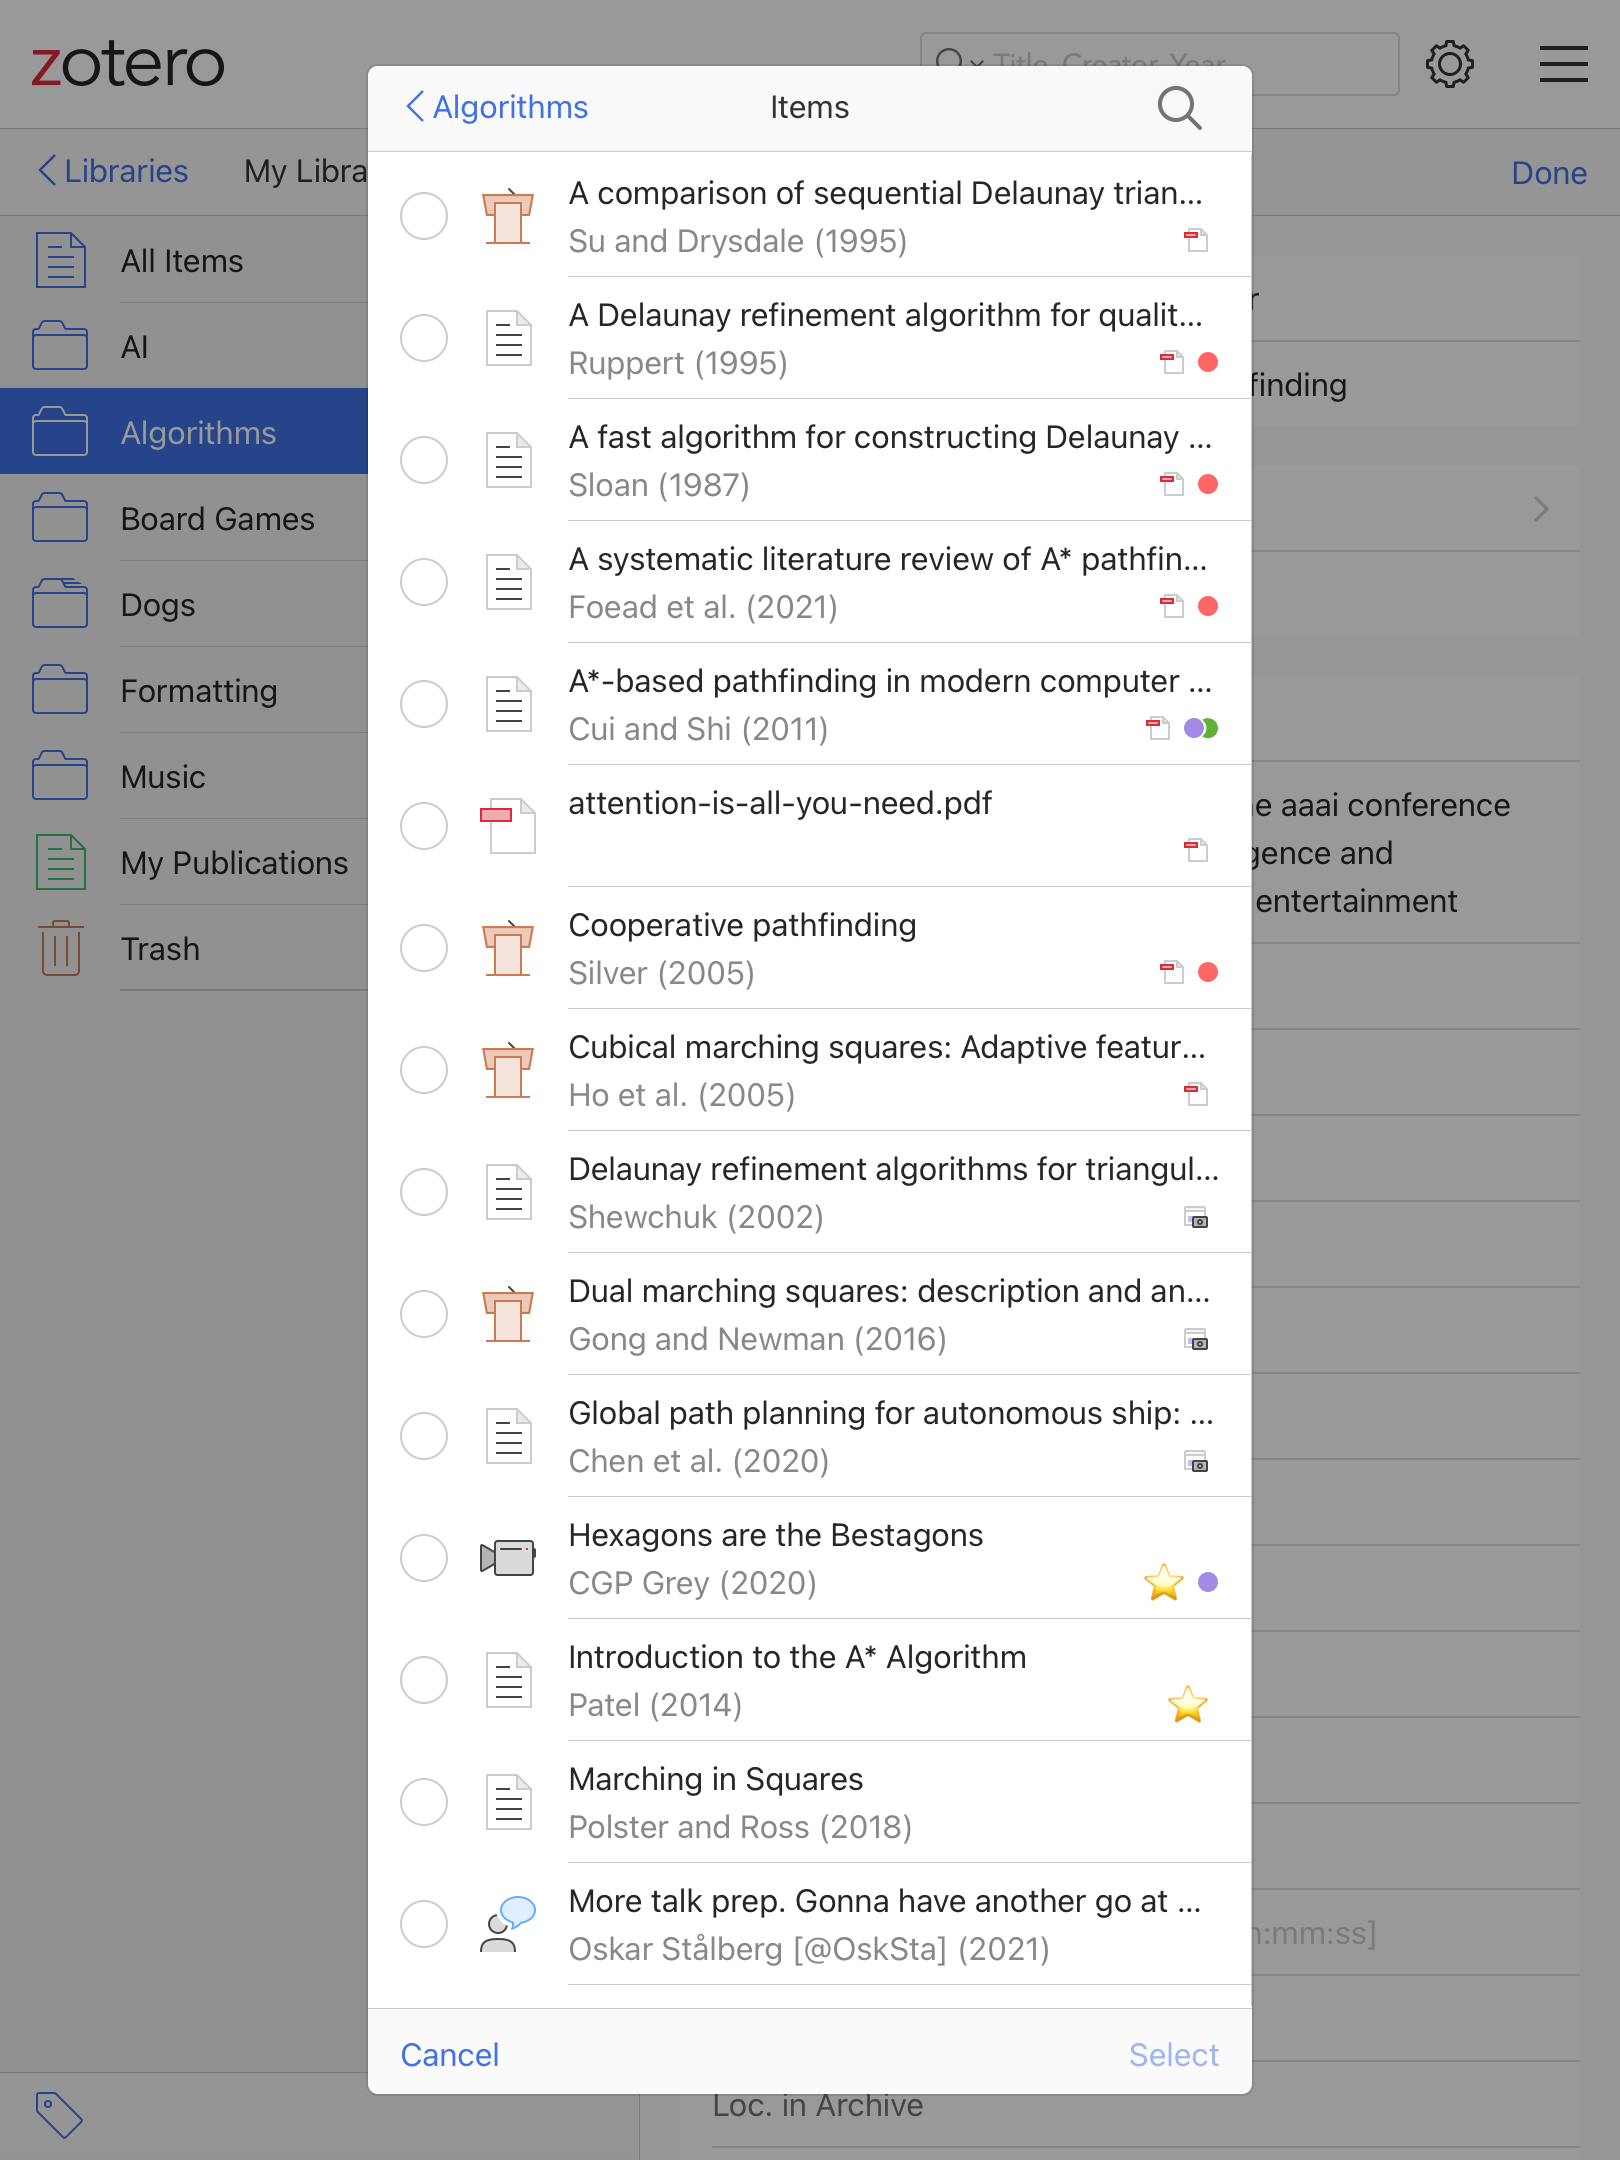 zotero
Title, Creator, Year
Libraries
My Libra
Done
All Items
AI
Algorithms
Board Games
Dogs
Formatting
Music
My Publications
Trash
Algorithms
Items
A comparison of sequential Delaunay trian...
Su and Drysdale (1995)
A Delaunay refinement algorithm for qualit...
Ruppert (1995)
A fast algorithm for constructing Delaunay ...
Sloan (1987)
A systematic literature review of A* pathfin...
Foead et al. (2021)
A*-based pathfinding in modern computer ...
Cui and Shi (2011)
attention-is-all-you-need.pdf
Cooperative pathfinding
Silver (2005)
Cubical marching squares: Adaptive featur...
Ho et al. (2005)
Delaunay refinement algorithms for triangul...
Shewchuk (2002)
Dual marching squares: description and an...
Gong and Newman (2016)
Global path planning for autonomous ship: ...
Chen et al. (2020)
Hexagons are the Bestagons
CGP Grey (2020)
Introduction to the A* Algorithm
Patel (2014)
Marching in Squares
Polster and Ross (2018)
More talk prep. Gonna have another go at ...
Oskar Stålberg [@OskSta] (2021)
Cancel
Select
r
finding
e aaai conference
gence and
entertainment
:mm:ss]
Loc. in Archive